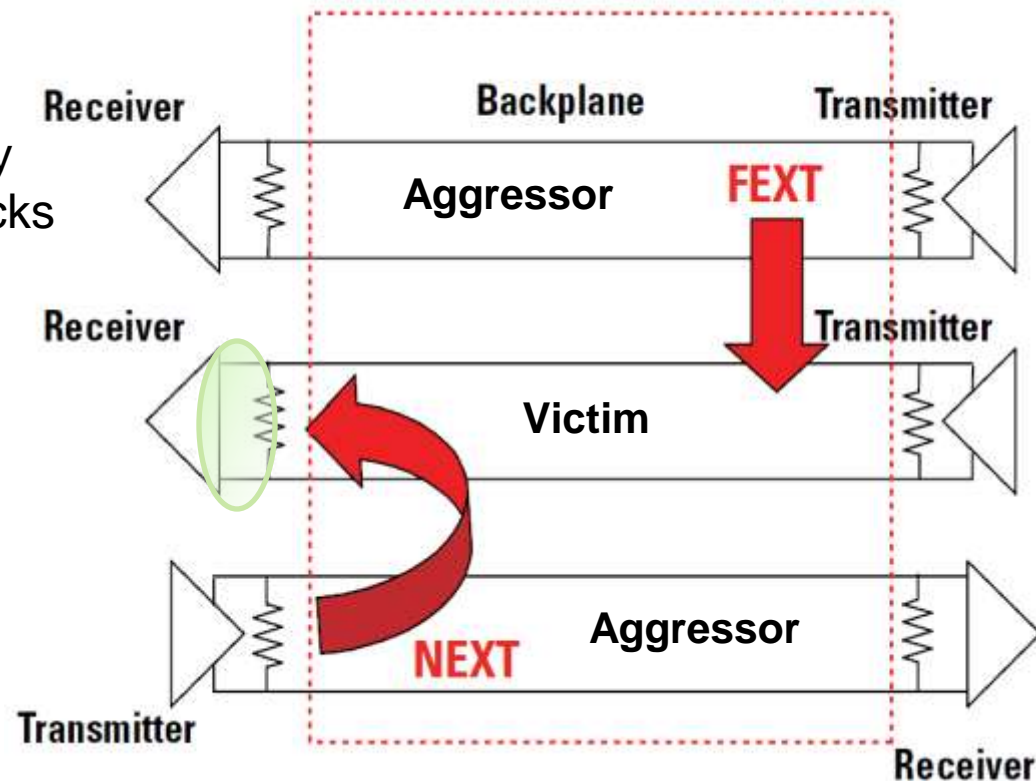 Receiver
Backplane
Transmitter
Aggressor
FEXT
Receiver
Transmitter
Victim
Aggressor
NEXT
Transmitter
Receiver